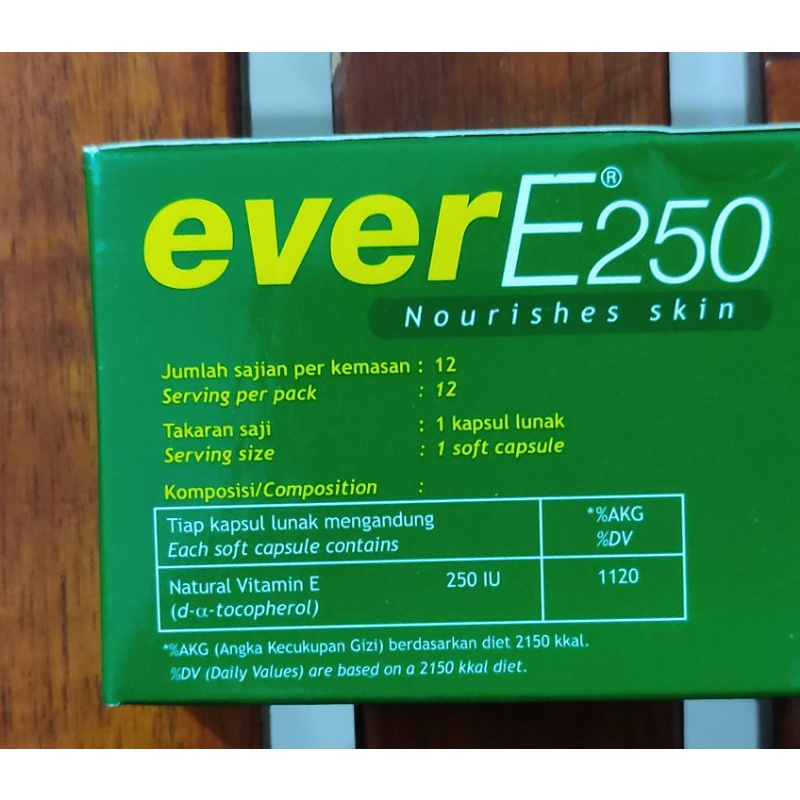 everE250®
Nourishes skin
Jumlah sajian per kemasan : 12
Serving per pack : 12
Takaran saji : 1 kapsul lunak
Serving size : 1 soft capsule
Komposisi/Composition :
Tiap kapsul lunak mengandung *%AKG
Each soft capsule contains %DV
Natural Vitamin E 250 IU 1120
(d-α-tocopherol)
*%AKG (Angka Kecukupan Gizi) berdasarkan diet 2150 kkal.
%DV (Daily Values) are based on a 2150 kkal diet.